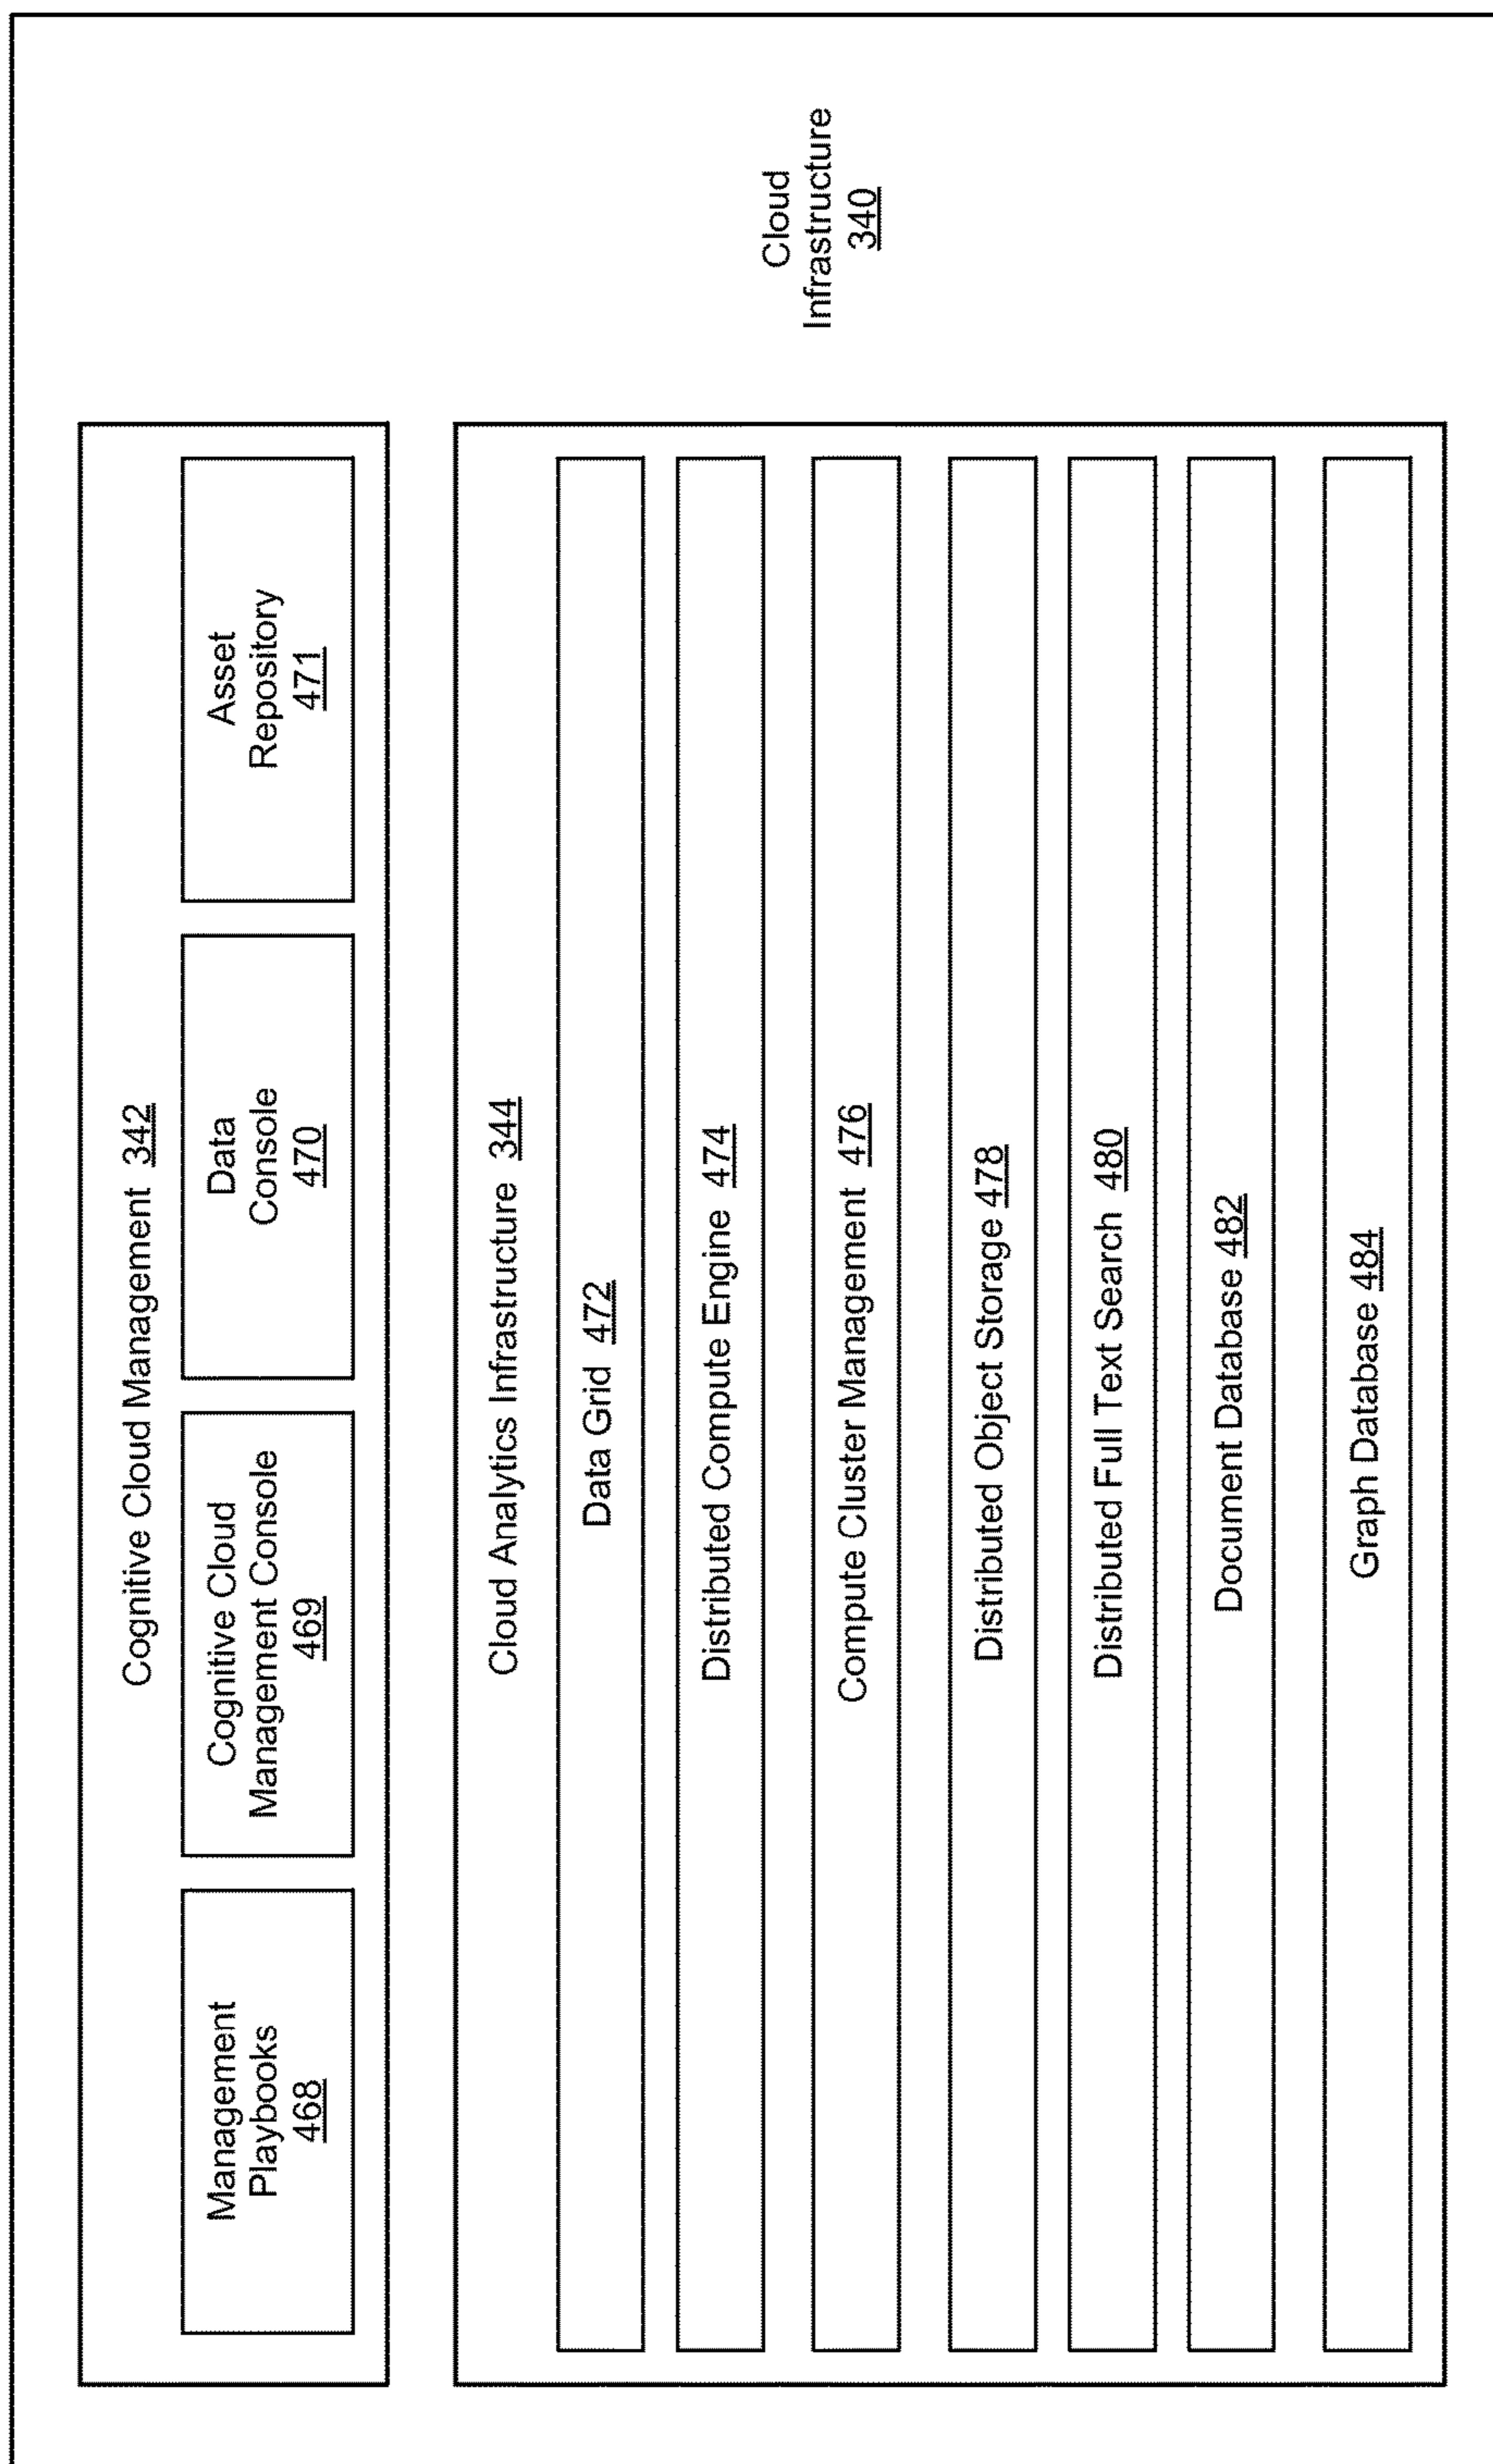 Cognitive Cloud Management 342
Management
Playbooks
468
Cognitive Cloud
Management Console
469
Data
Console
470
Asset
Repository
471
Cloud Analytics Infrastructure 344
Data Grid 472
Distributed Compute Engine 474
Compute Cluster Management 476
Distributed Object Storage 478
Distributed Full Text Search 480
Document Database 482
Graph Database 484
Cloud
Infrastructure
340